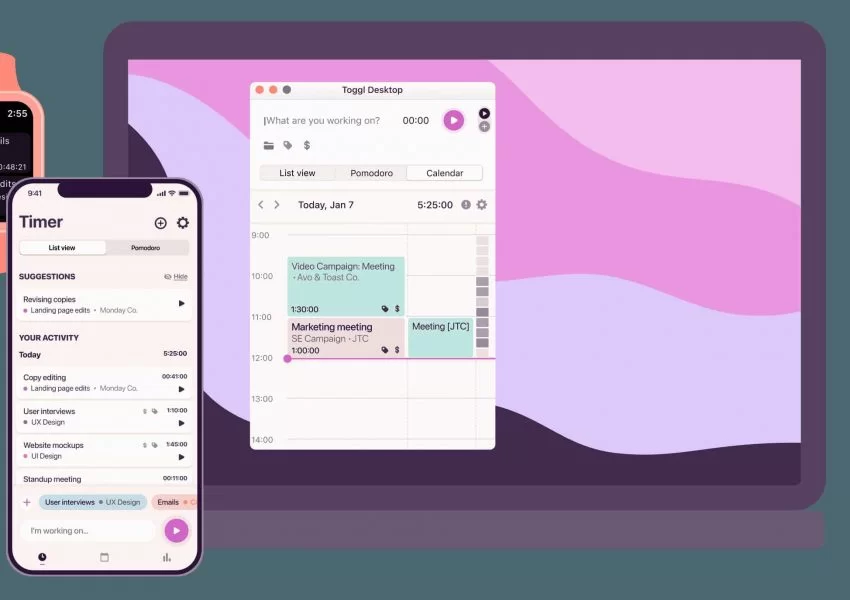 2:55
ils
0:48:21
dits
es
9:41
Timer
List view
Pomodoro
SUGGESTIONS
Hide
Revising copies
Landing page edits • Monday Co.
YOUR ACTIVITY
Today
5:25:00
Copy editing
00:41:00
Landing page edits • Monday Co.
User interviews
$
1:10:00
UX Design
Website mockups
$
1:45:00
UI Design
Standup meeting
00:11:00
+
User interviews • UX Design
Emails
I'm working on...
Toggl Desktop
What are you working on?
00:00
$
List view
Pomodoro
Calendar
Today, Jan 7
5:25:00
9:00
10:00
11:00
12:00
13:00
14:00
Video Campaign: Meeting
• Avo & Toast Co.
1:30:00
$
Marketing meeting
SE Campaign • JTC
1:00:00
$
Meeting [JTC]